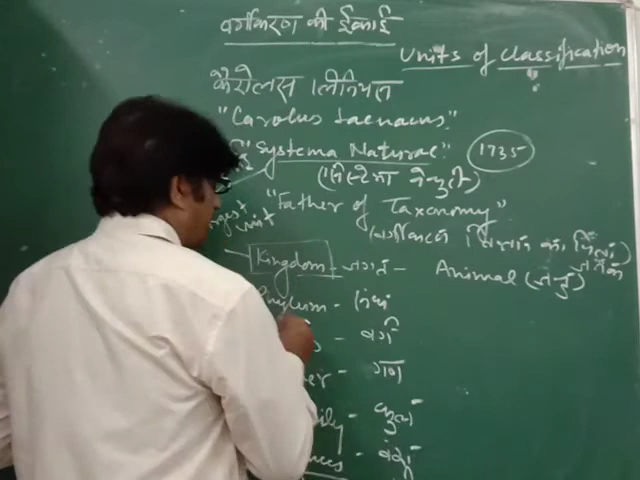 वर्गीकरण की ईकाई
Units of classification
केरोलस लिनियस
"Carolus Laenaeus"
"Systema Naturae" 1735
(सिस्टेमा नेचुरी)
"Father of Taxonomy"
Kingdom - जगत - Animal (जन्तु)
Phylum - संघ
- वर्ग
- गण
- कुल
- वंश